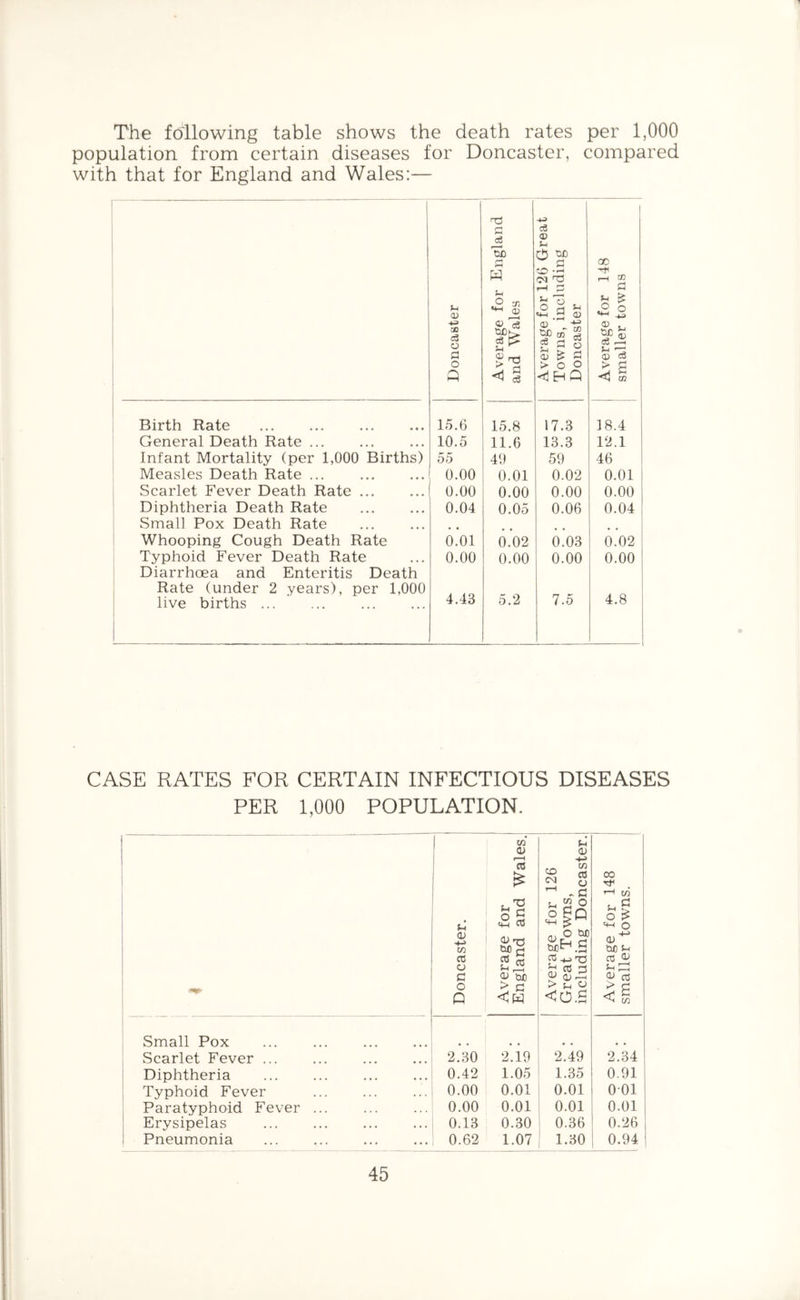 The following table shows the death rates per 1,000
population from certain diseases for Doncaster, compared
with that for England and Wales:—
Doncaster
Average for England
and Wales
Average for 126 Great
Towns, including
Doncaster
Average for 148
smaller towns
Birth Rate ... ... ... ... 15.6 15.8 17.3 18.4
General Death Rate ... ... ... 10.5 11.6 13.3 12.1
Infant Mortality (per 1,000 Births) 55 49 59 46
Measles Death Rate ... ... ... 0.00 0.01 0.02 0.01
Scarlet Fever Death Rate ... ... 0.00 0.00 0.00 0.00
Diphtheria Death Rate ... ... 0.04 0.05 0.06 0.04
Small Pox Death Rate ... ... .. .. .. ..
Whooping Cough Death Rate 0.01 0.02 0.03 0.02
Typhoid Fever Death Rate ... 0.00 0.00 0.00 0.00
Diarrhœa and Enteritis Death
Rate (under 2 years), per 1,000
live births ... ... ... ... 4.43 5.2 7.5 4.8
CASE RATES FOR CERTAIN INFECTIOUS DISEASES
PER 1,000 POPULATION.
Doncaster.
Average for
England and Wales.
Average for 126
Great Towns,
including Doncaster.
Average for 148
smaller towns.
Small Pox ... ... ... ... .. .. .. ..
Scarlet Fever ... ... ... ... 2.30 2.19 2.49 2.34
Diphtheria ... ... ... ... 0.42 1.05 1.35 0.91
Typhoid Fever ... ... ... 0.00 0.01 0.01 0·01
Paratyphoid Fever ... ... ... 0.00 0.01 0.01 0.01
Erysipelas ... ... ... ... 0.13 0.30 0.36 0.26
Pneumonia ... ... ... ... 0.62 1.07 1.30 0.94
45